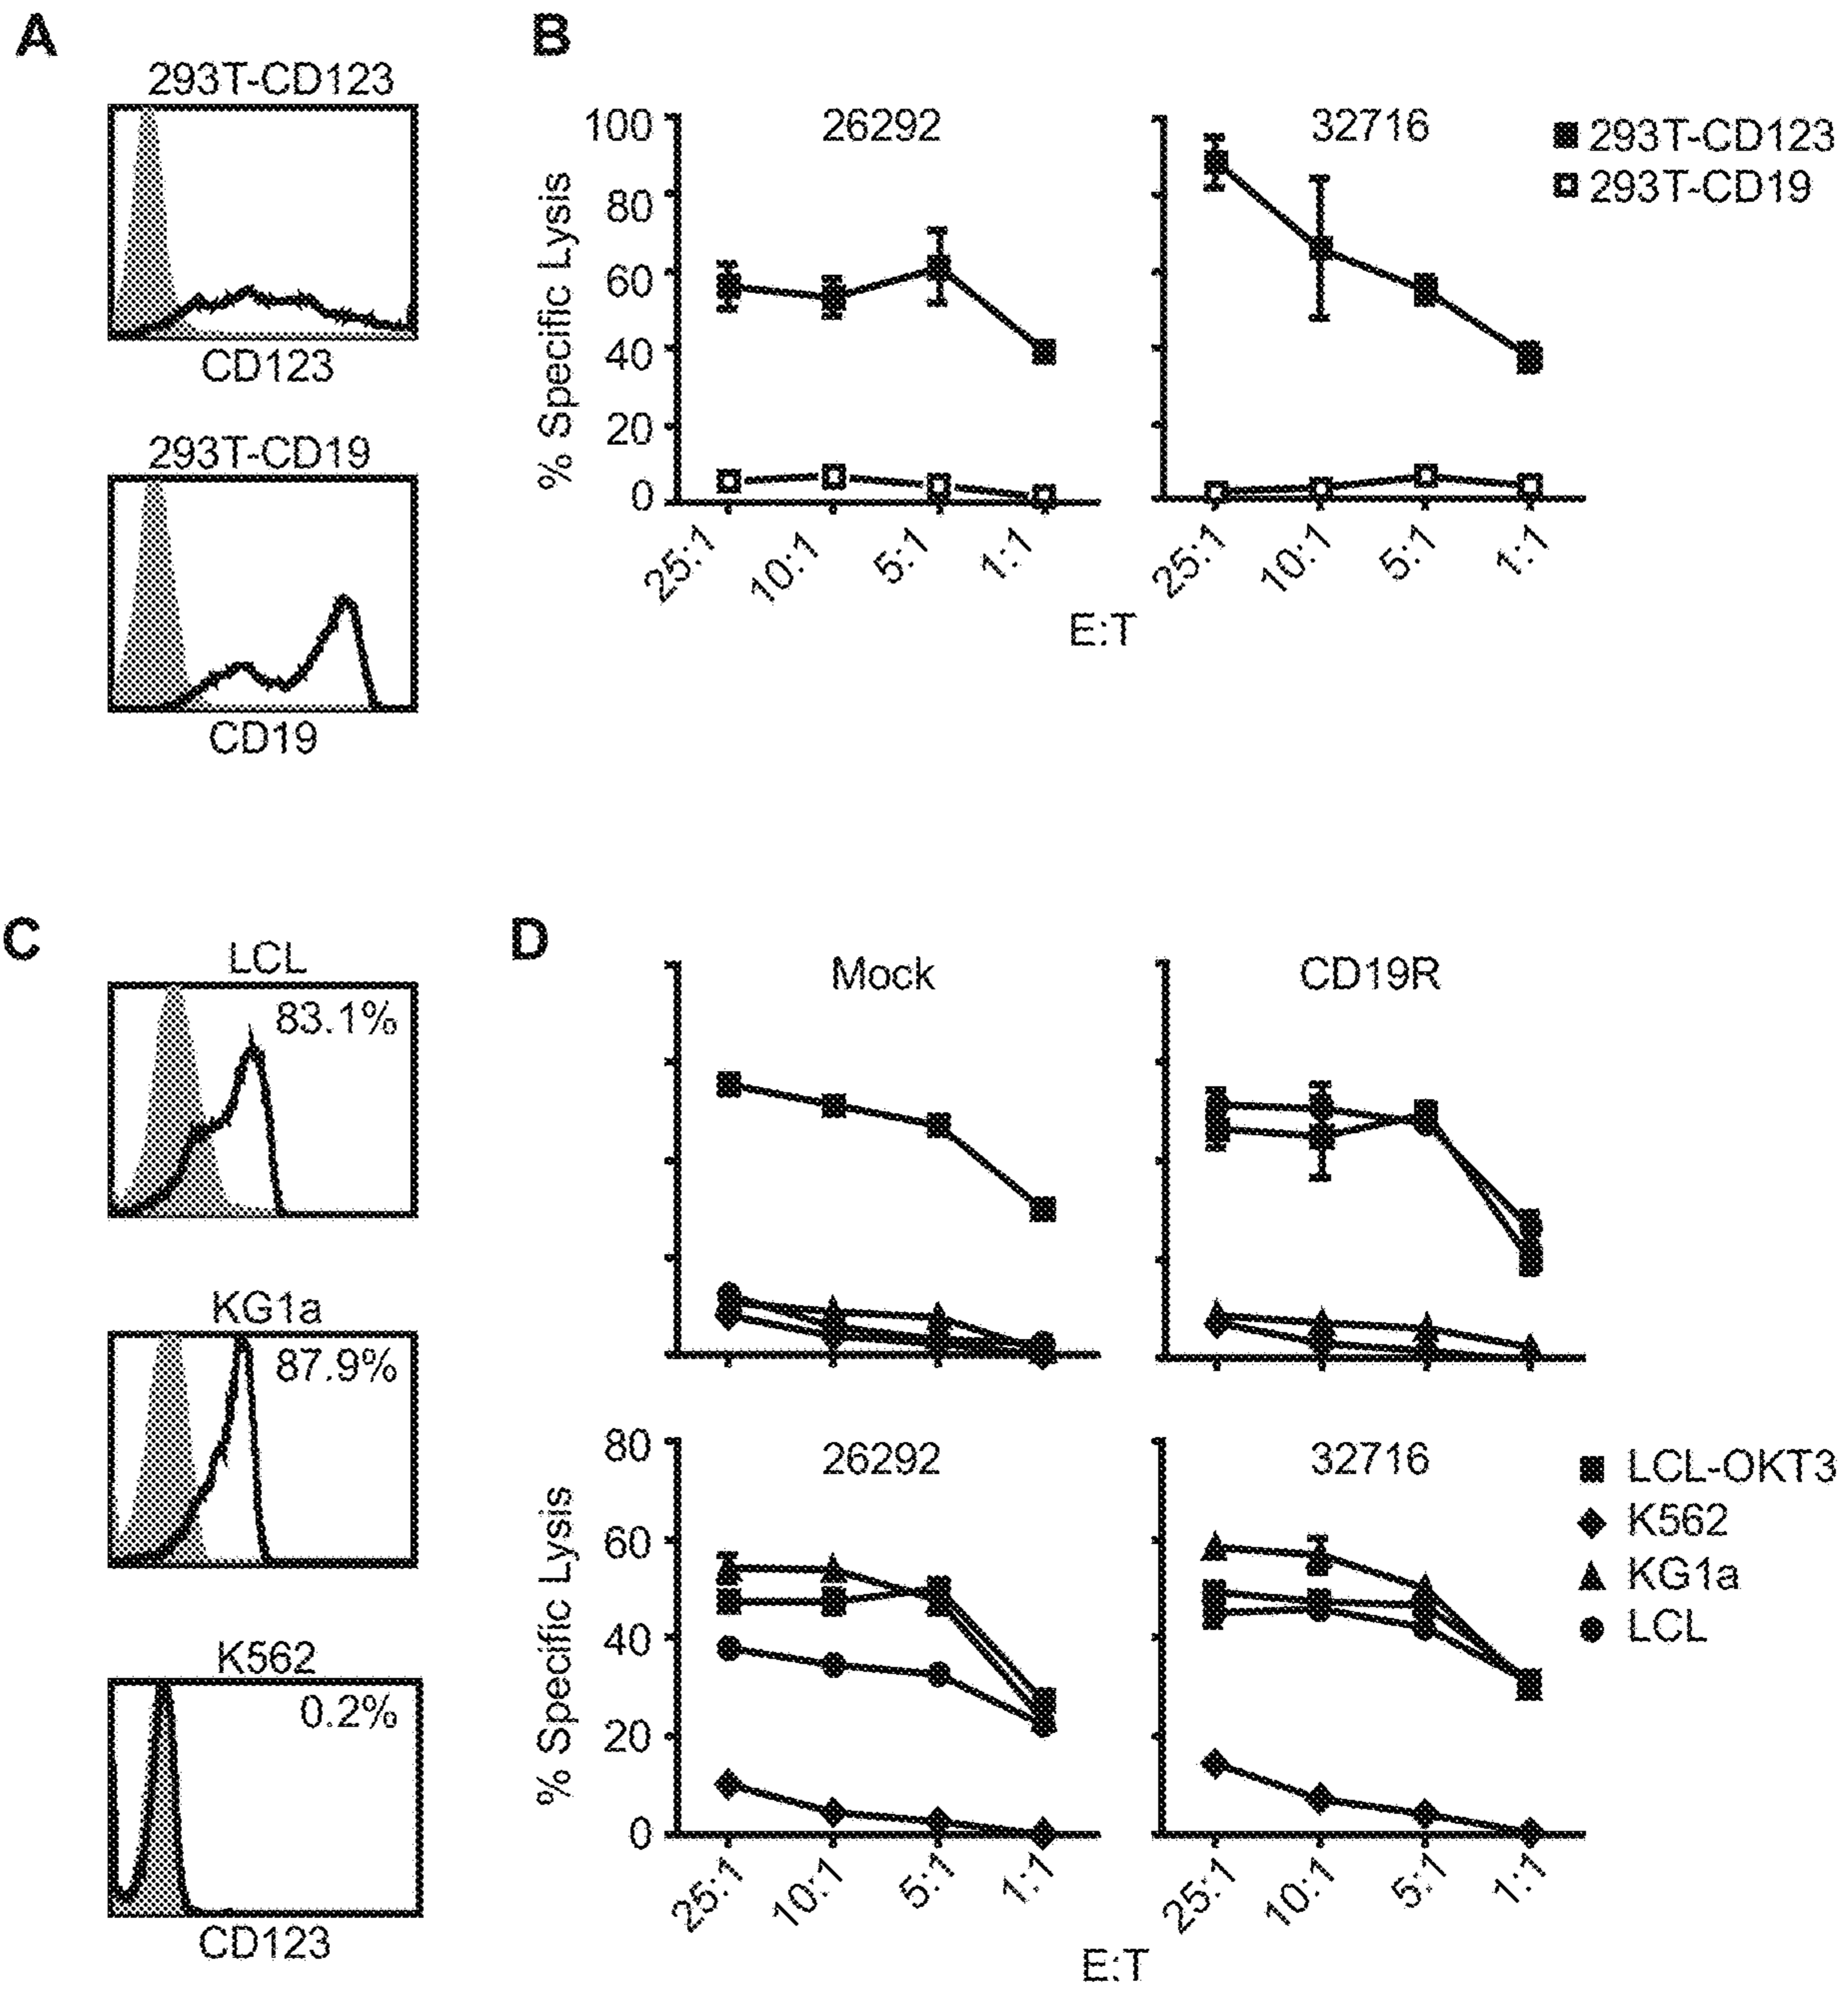 A
293T-CD123
CD123
293T-CD19
CD19
B
26292
32716
293T-CD123
293T-CD19
% Specific Lysis
100
80
60
40
20
0
25:1
10:1
5:1
1:1
25:1
10:1
5:1
1:1
E:T
C
LCL
83.1%
KG1a
87.9%
K562
0.2%
CD123
D
Mock
CD19R
26292
32716
LCL-OKT3
K562
KG1a
LCL
% Specific Lysis
80
60
40
20
0
25:1
10:1
5:1
1:1
25:1
10:1
5:1
1:1
E:T